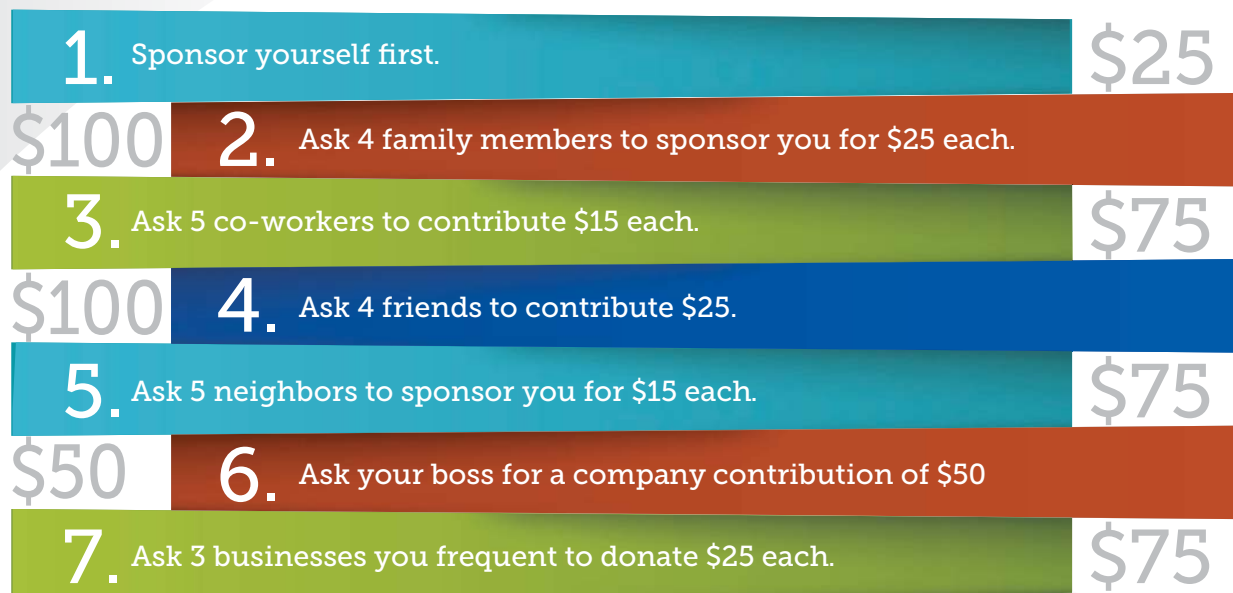 1. Sponsor yourself first. $25
$100 2. Ask 4 family members to sponsor you for $25 each.
3. Ask 5 co-workers to contribute $15 each. $75
$100 4. Ask 4 friends to contribute $25.
5. Ask 5 neighbors to sponsor you for $15 each. $75
$50 6. Ask your boss for a company contribution of $50
7. Ask 3 businesses you frequent to donate $25 each. $75